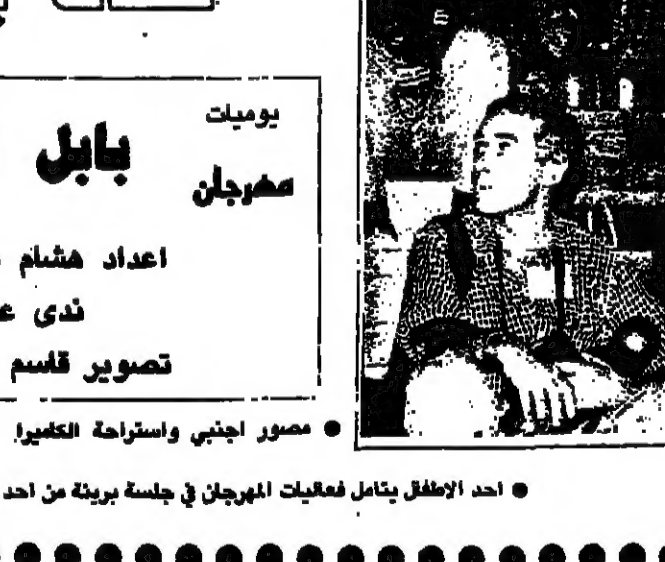 يوميات
مهرجان بابل
اعداد هشام
ندى
تصوير قاسم
● مصور اجنبي واستراحة الكاميرا
● احد الاطفال يتامل فعاليات المهرجان في جلسة بريئة من احد